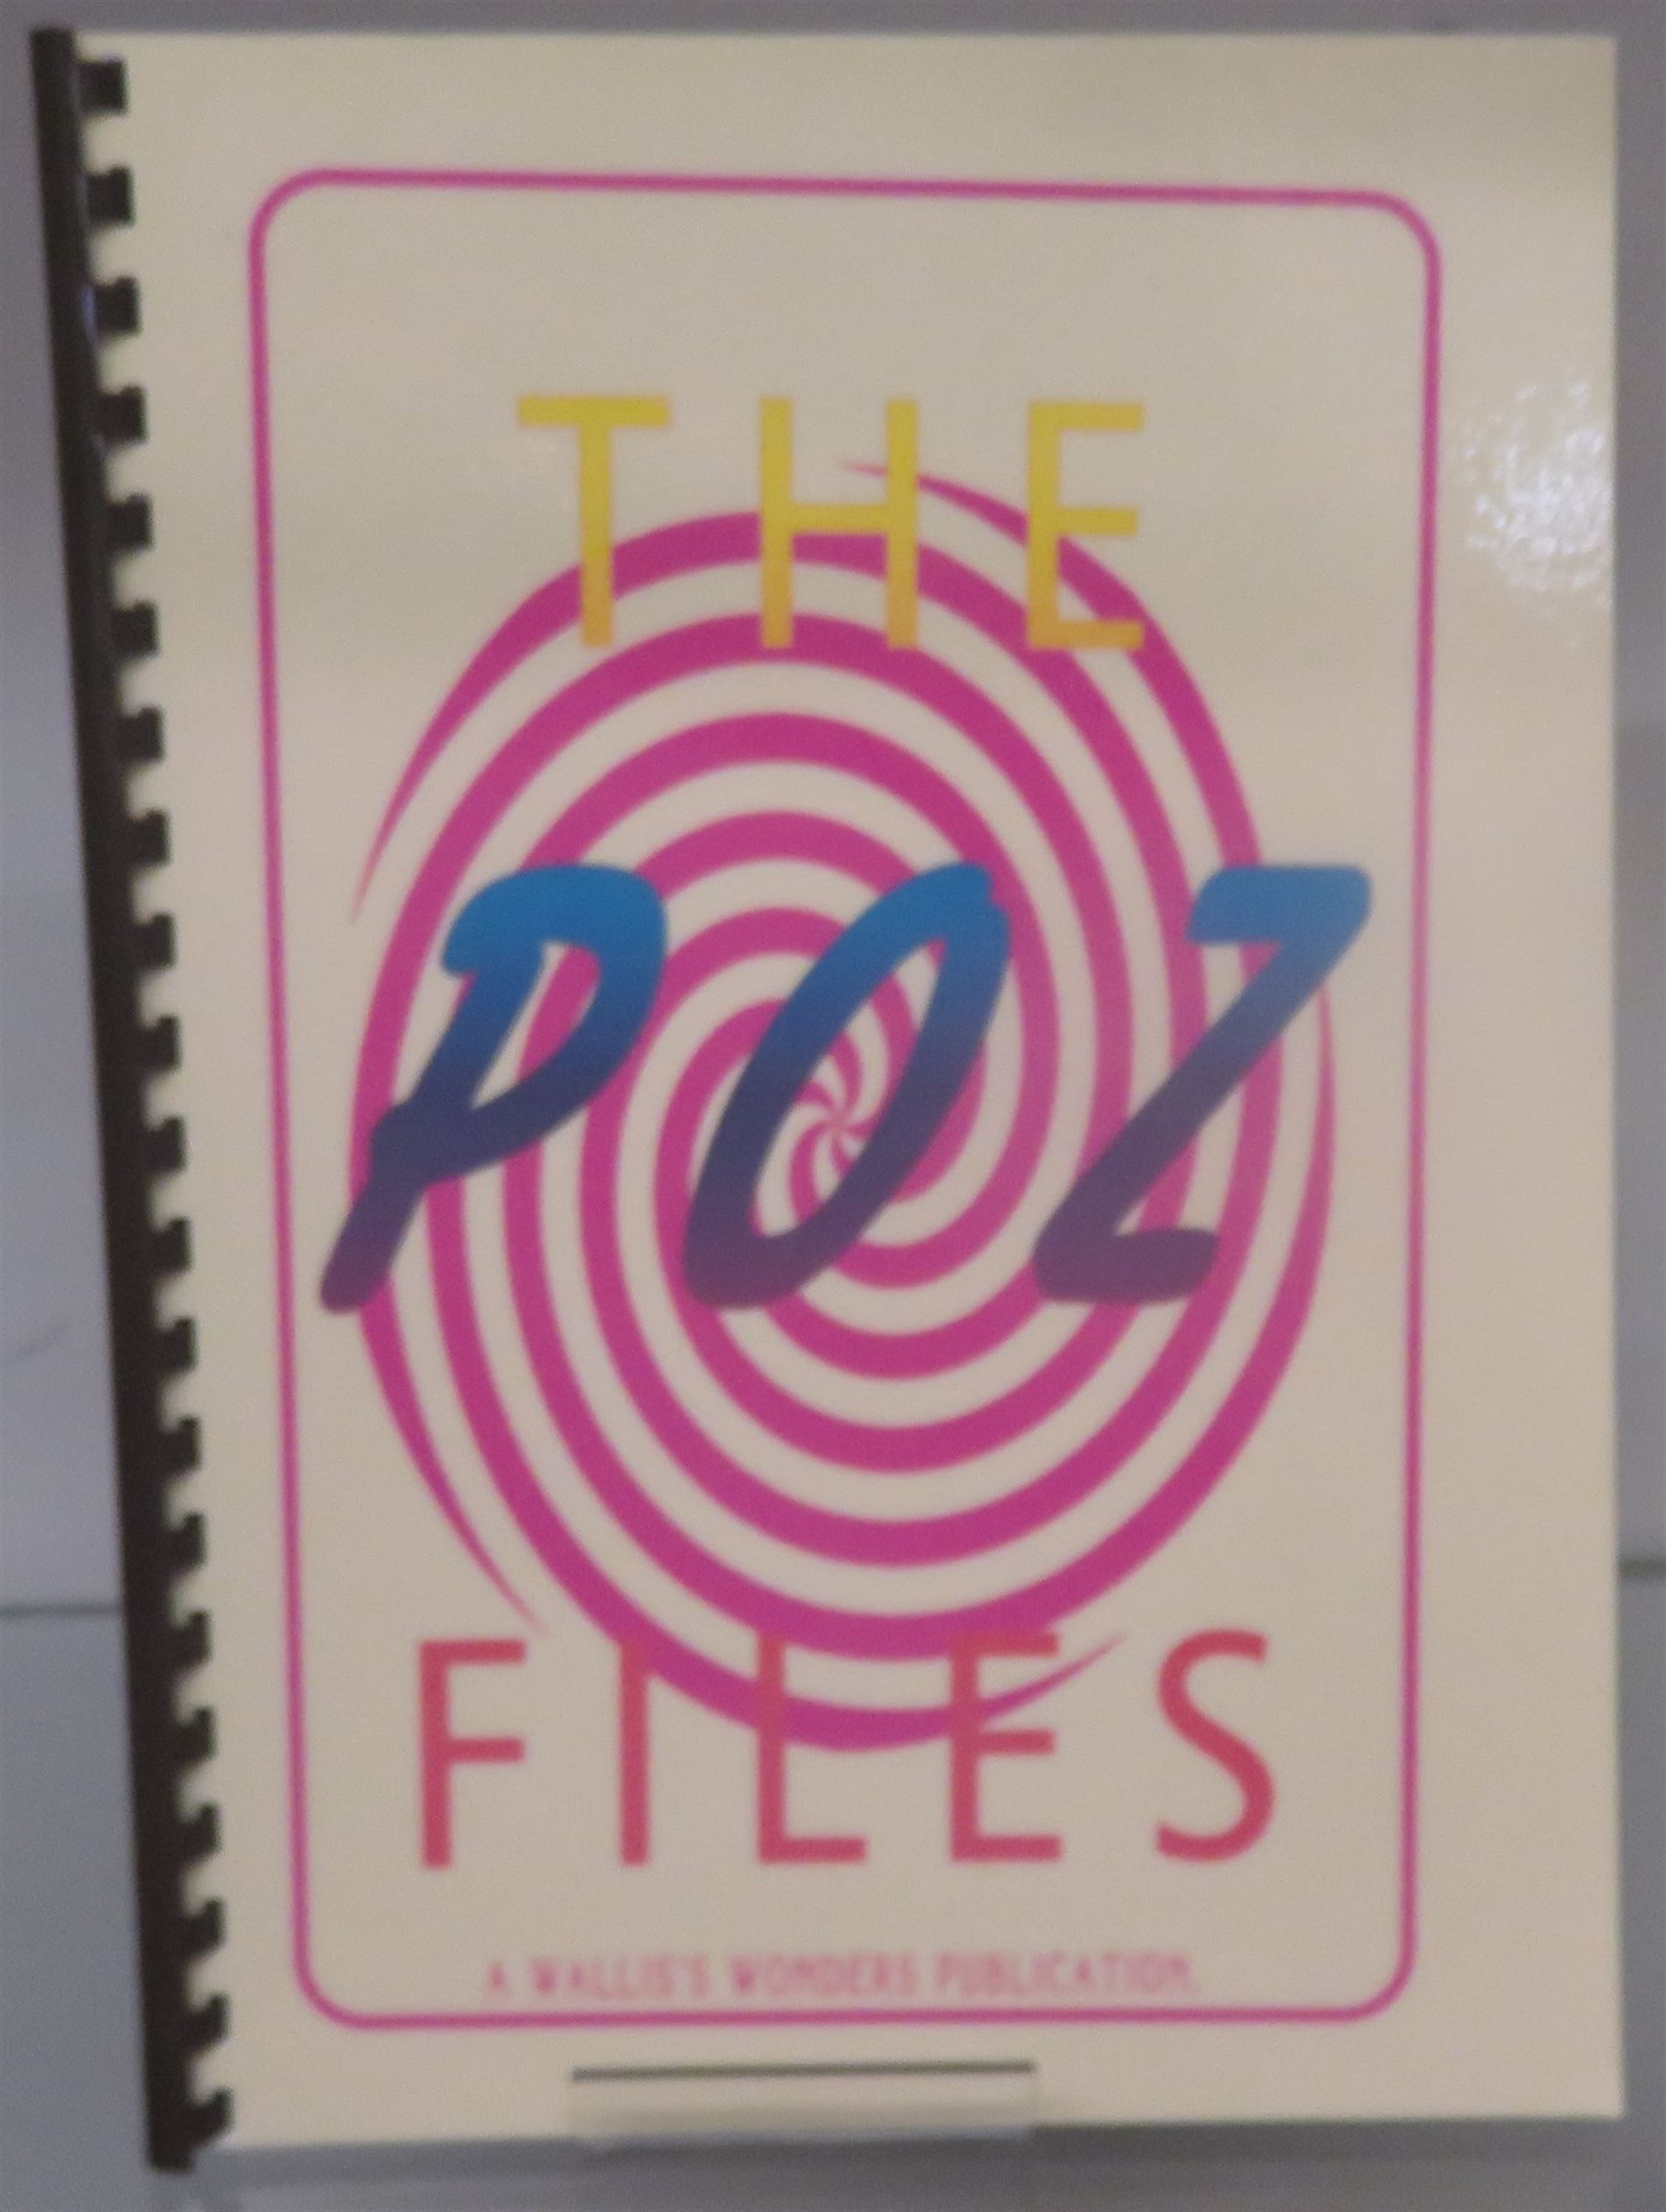 THE
POZ
FILES
A WALLIS'S WONDERS PUBLICATION.